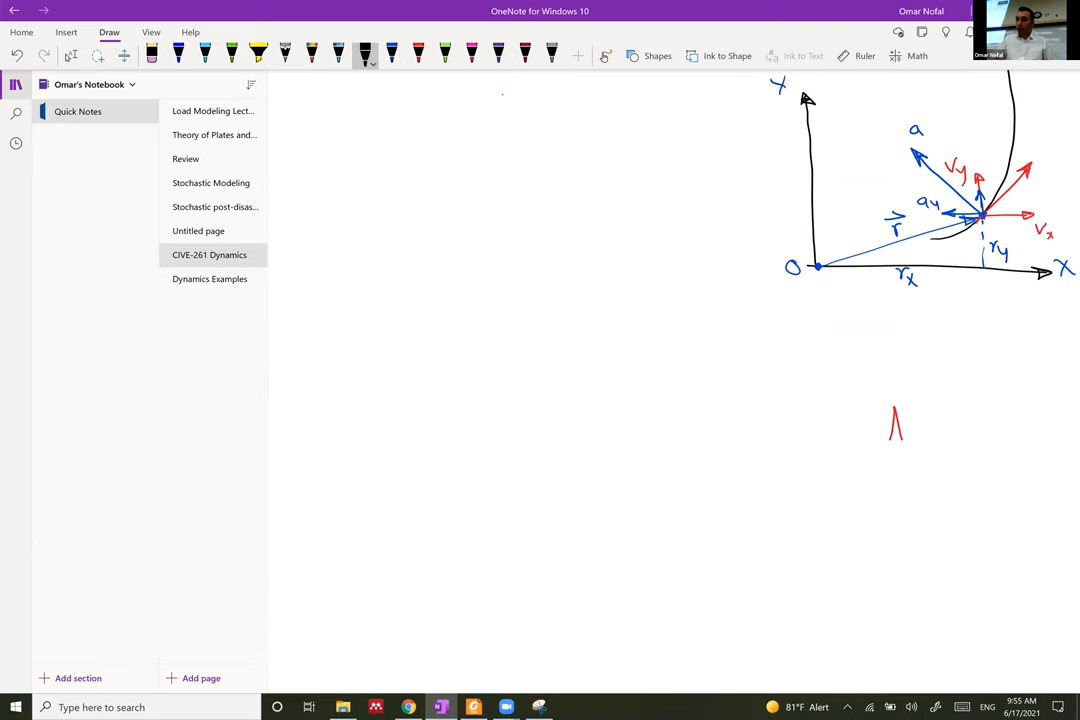 OneNote for Windows 10
Omar Nofal
Home Insert Draw View Help
Shapes Ink to Shape Ink to Text Ruler Math
Omar Nofal
Omar's Notebook
Quick Notes
Load Modeling Lect...
Theory of Plates and...
Review
Stochastic Modeling
Stochastic post-disas...
Untitled page
CIVE-261 Dynamics
Dynamics Examples
Y
a
Vy
ay
r
Vx
ry
O
rx
X
Add section
Add page
Type here to search
81°F Alert
ENG
9:55 AM
6/17/2021